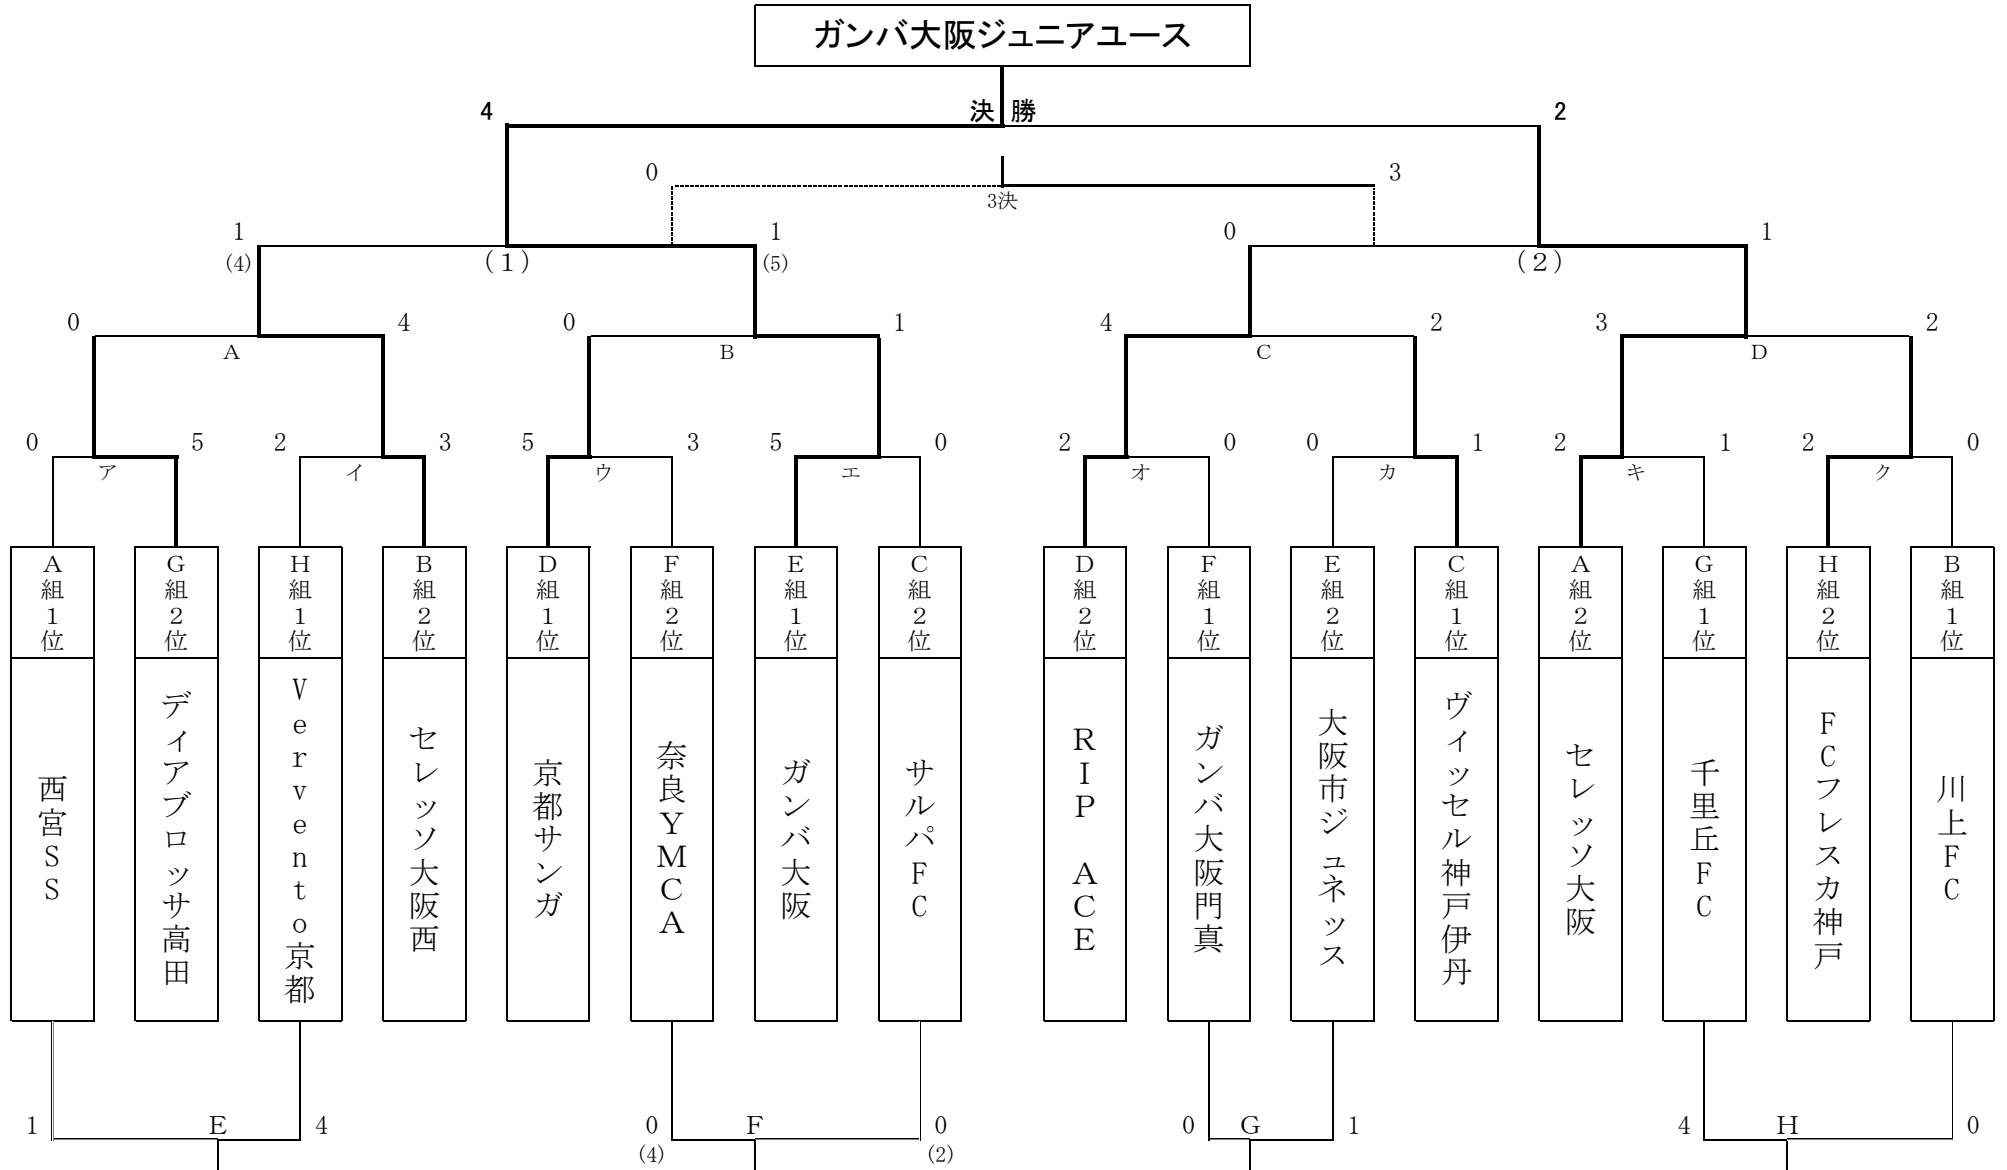 ガンバ大阪ジュニアユース
4 決 勝 2
0 3
3決
1 1 0 1
(4) (1) (5) (2)
0 4 0 1 4 2 3 2
A B C D
0 5 2 3 5 3 5 0 2 0 0 1 2 1 2 0
ア イ ウ エ オ カ キ ク
A組1位
G組2位
H組1位
B組2位
D組1位
F組2位
E組1位
C組2位
D組2位
F組1位
E組2位
C組1位
A組2位
G組1位
H組2位
B組1位
西宮SS
ディアブロッサ高田
Vervento京都
セレッソ大阪西
京都サンガ
奈良YMCA
ガンバ大阪
サルパFC
RIP ACE
ガンバ大阪門真
大阪市ジュネッス
ヴィッセル神戸伊丹
セレッソ大阪
千里丘FC
FCフレスカ神戸
川上FC
1 E 4 0 F 0 0 G 1 4 H 0
(4) (2)